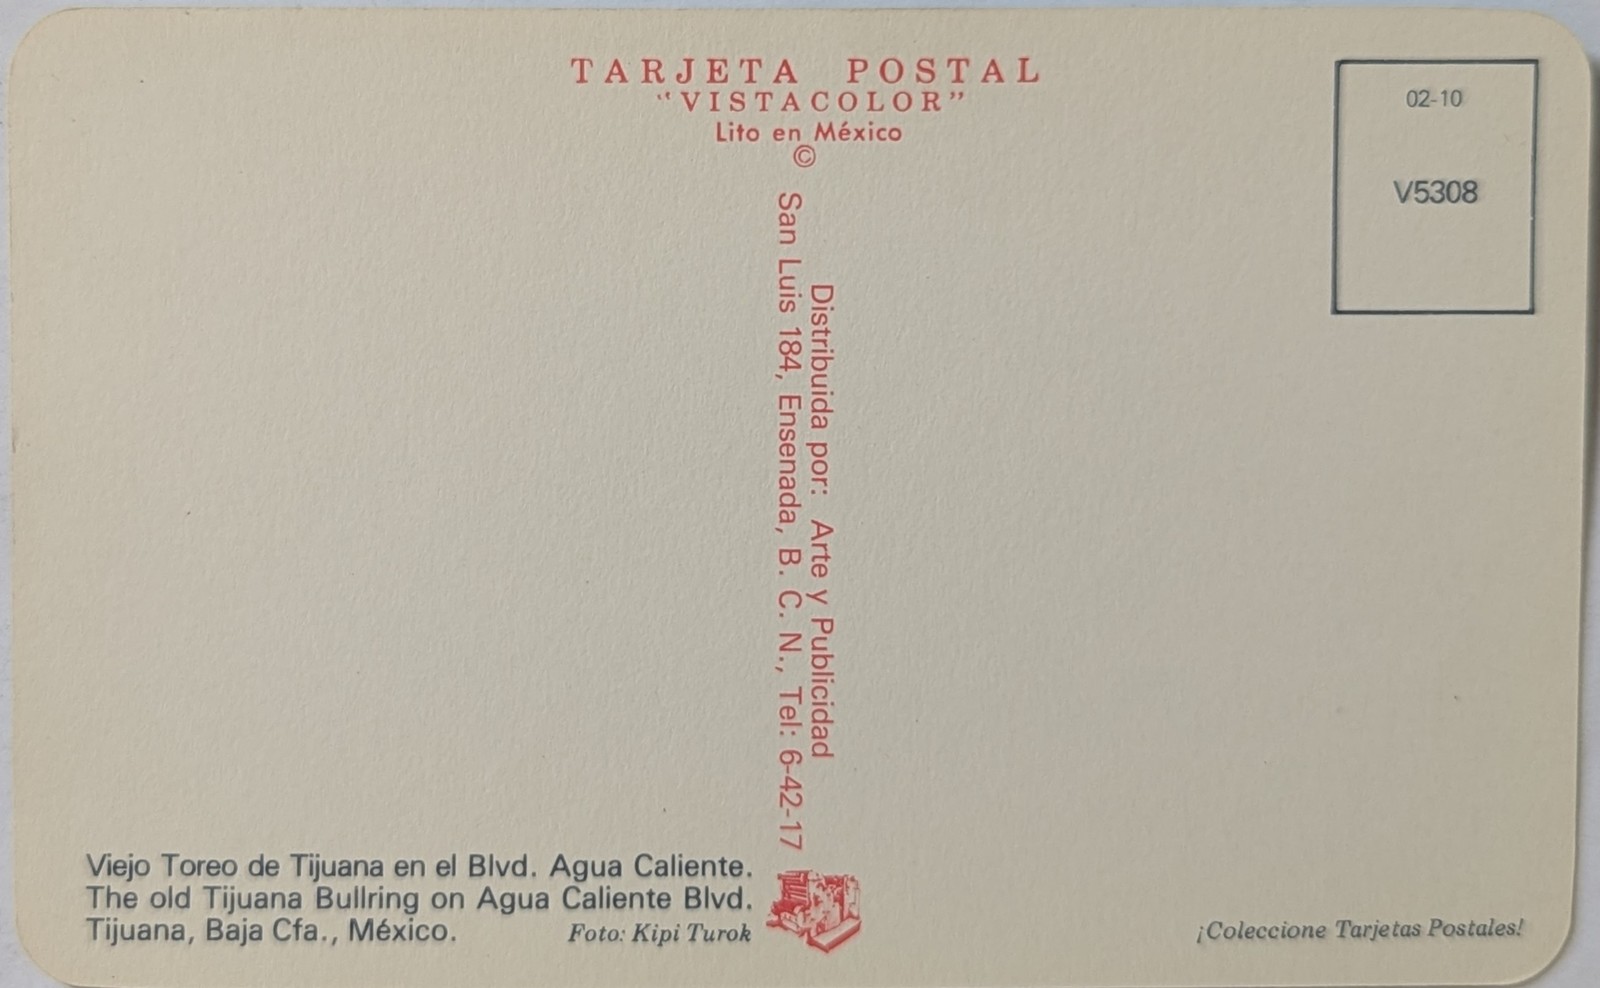 TARJETA POSTAL
“VISTACOLOR”
Lito en México
©
02-10
V5308
Distribuida por: Arte y Publicidad
San Luis 184, Ensenada, B. C. N., Tel: 6-42-17
Viejo Toreo de Tijuana en el Blvd. Agua Caliente.
The old Tijuana Bullring on Agua Caliente Blvd.
Tijuana, Baja Cfa., México. Foto: Kipi Turok
¡Coleccione Tarjetas Postales!